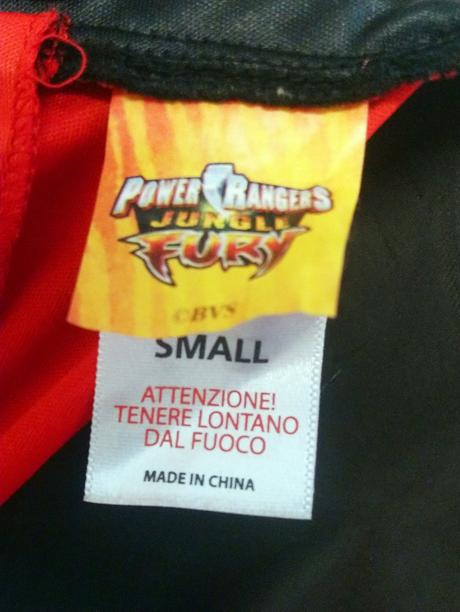 POWER RANGERS
JUNGLE
FURY
©BVS
SMALL
ATTENZIONE!
TENERE LONTANO
DAL FUOCO
MADE IN CHINA